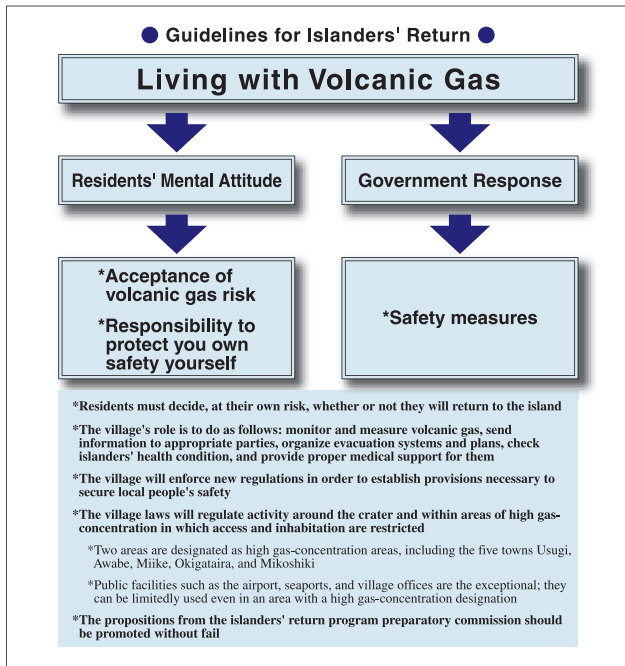 ● Guidelines for Islanders' Return ●
Living with Volcanic Gas
Residents' Mental Attitude
Government Response
*Acceptance of
volcanic gas risk
*Responsibility to
protect you own
safety yourself
*Safety measures
*Residents must decide, at their own risk, whether or not they will return to the island
*The village's role is to do as follows: monitor and measure volcanic gas, send
information to appropriate parties, organize evacuation systems and plans, check
islanders' health condition, and provide proper medical support for them
*The village will enforce new regulations in order to establish provisions necessary to
secure local people's safety
*The village laws will regulate activity around the crater and within areas of high gas-
concentration in which access and inhabitation are restricted
*Two areas are designated as high gas-concentration areas, including the five towns Usugi,
Awabe, Miike, Okigataira, and Mikoshiki
*Public facilities such as the airport, seaports, and village offices are the exceptional; they
can be limitedly used even in an area with a high gas-concentration designation
*The propositions from the islanders' return program preparatory commission should
be promoted without fail